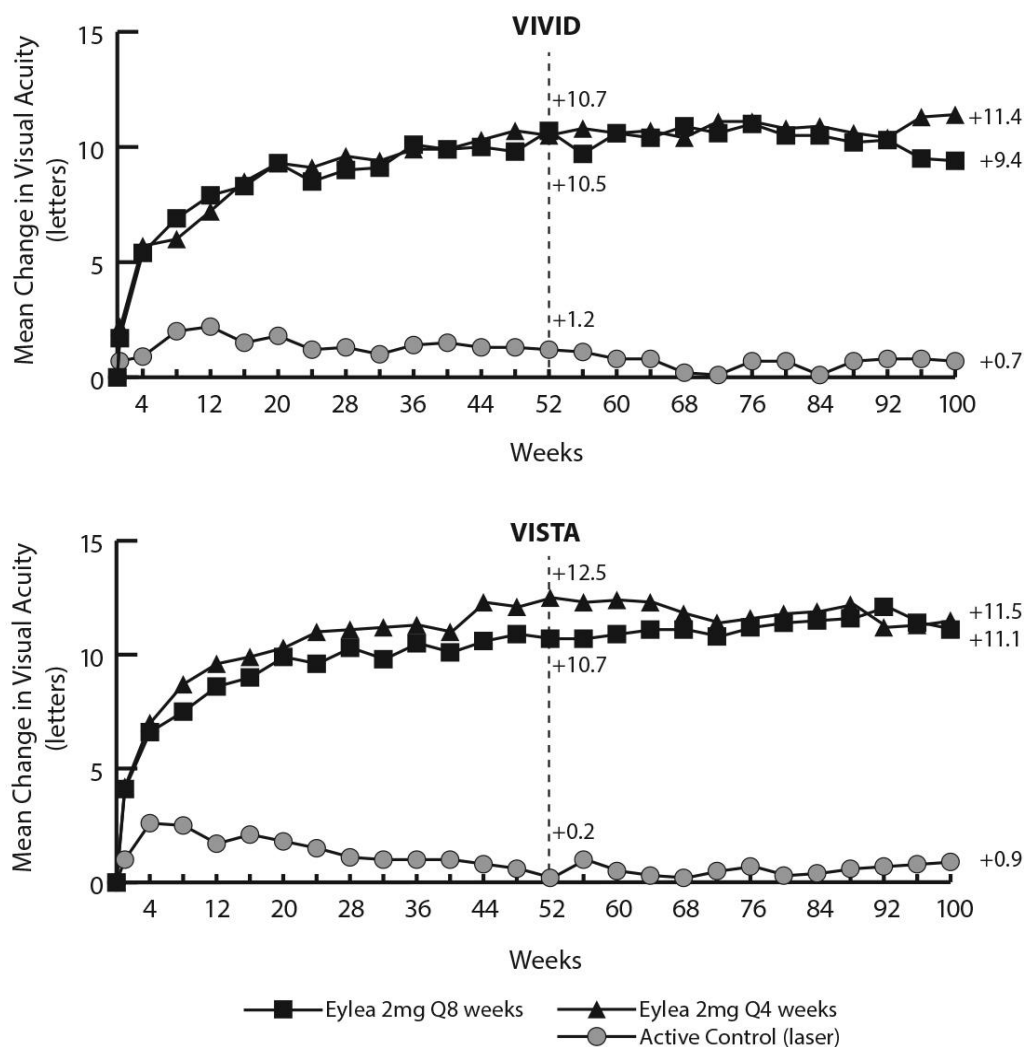 VIVID
15
10
5
0
Mean Change in Visual Acuity
(letters)
+10.7
+10.5
+1.2
+11.4
+9.4
+0.7
4 12 20 28 36 44 52 60 68 76 84 92 100
Weeks
VISTA
15
10
5
0
Mean Change in Visual Acuity
(letters)
+12.5
+10.7
+0.2
+11.5
+11.1
+0.9
4 12 20 28 36 44 52 60 68 76 84 92 100
Weeks
Eylea 2mg Q8 weeks Eylea 2mg Q4 weeks
Active Control (laser)